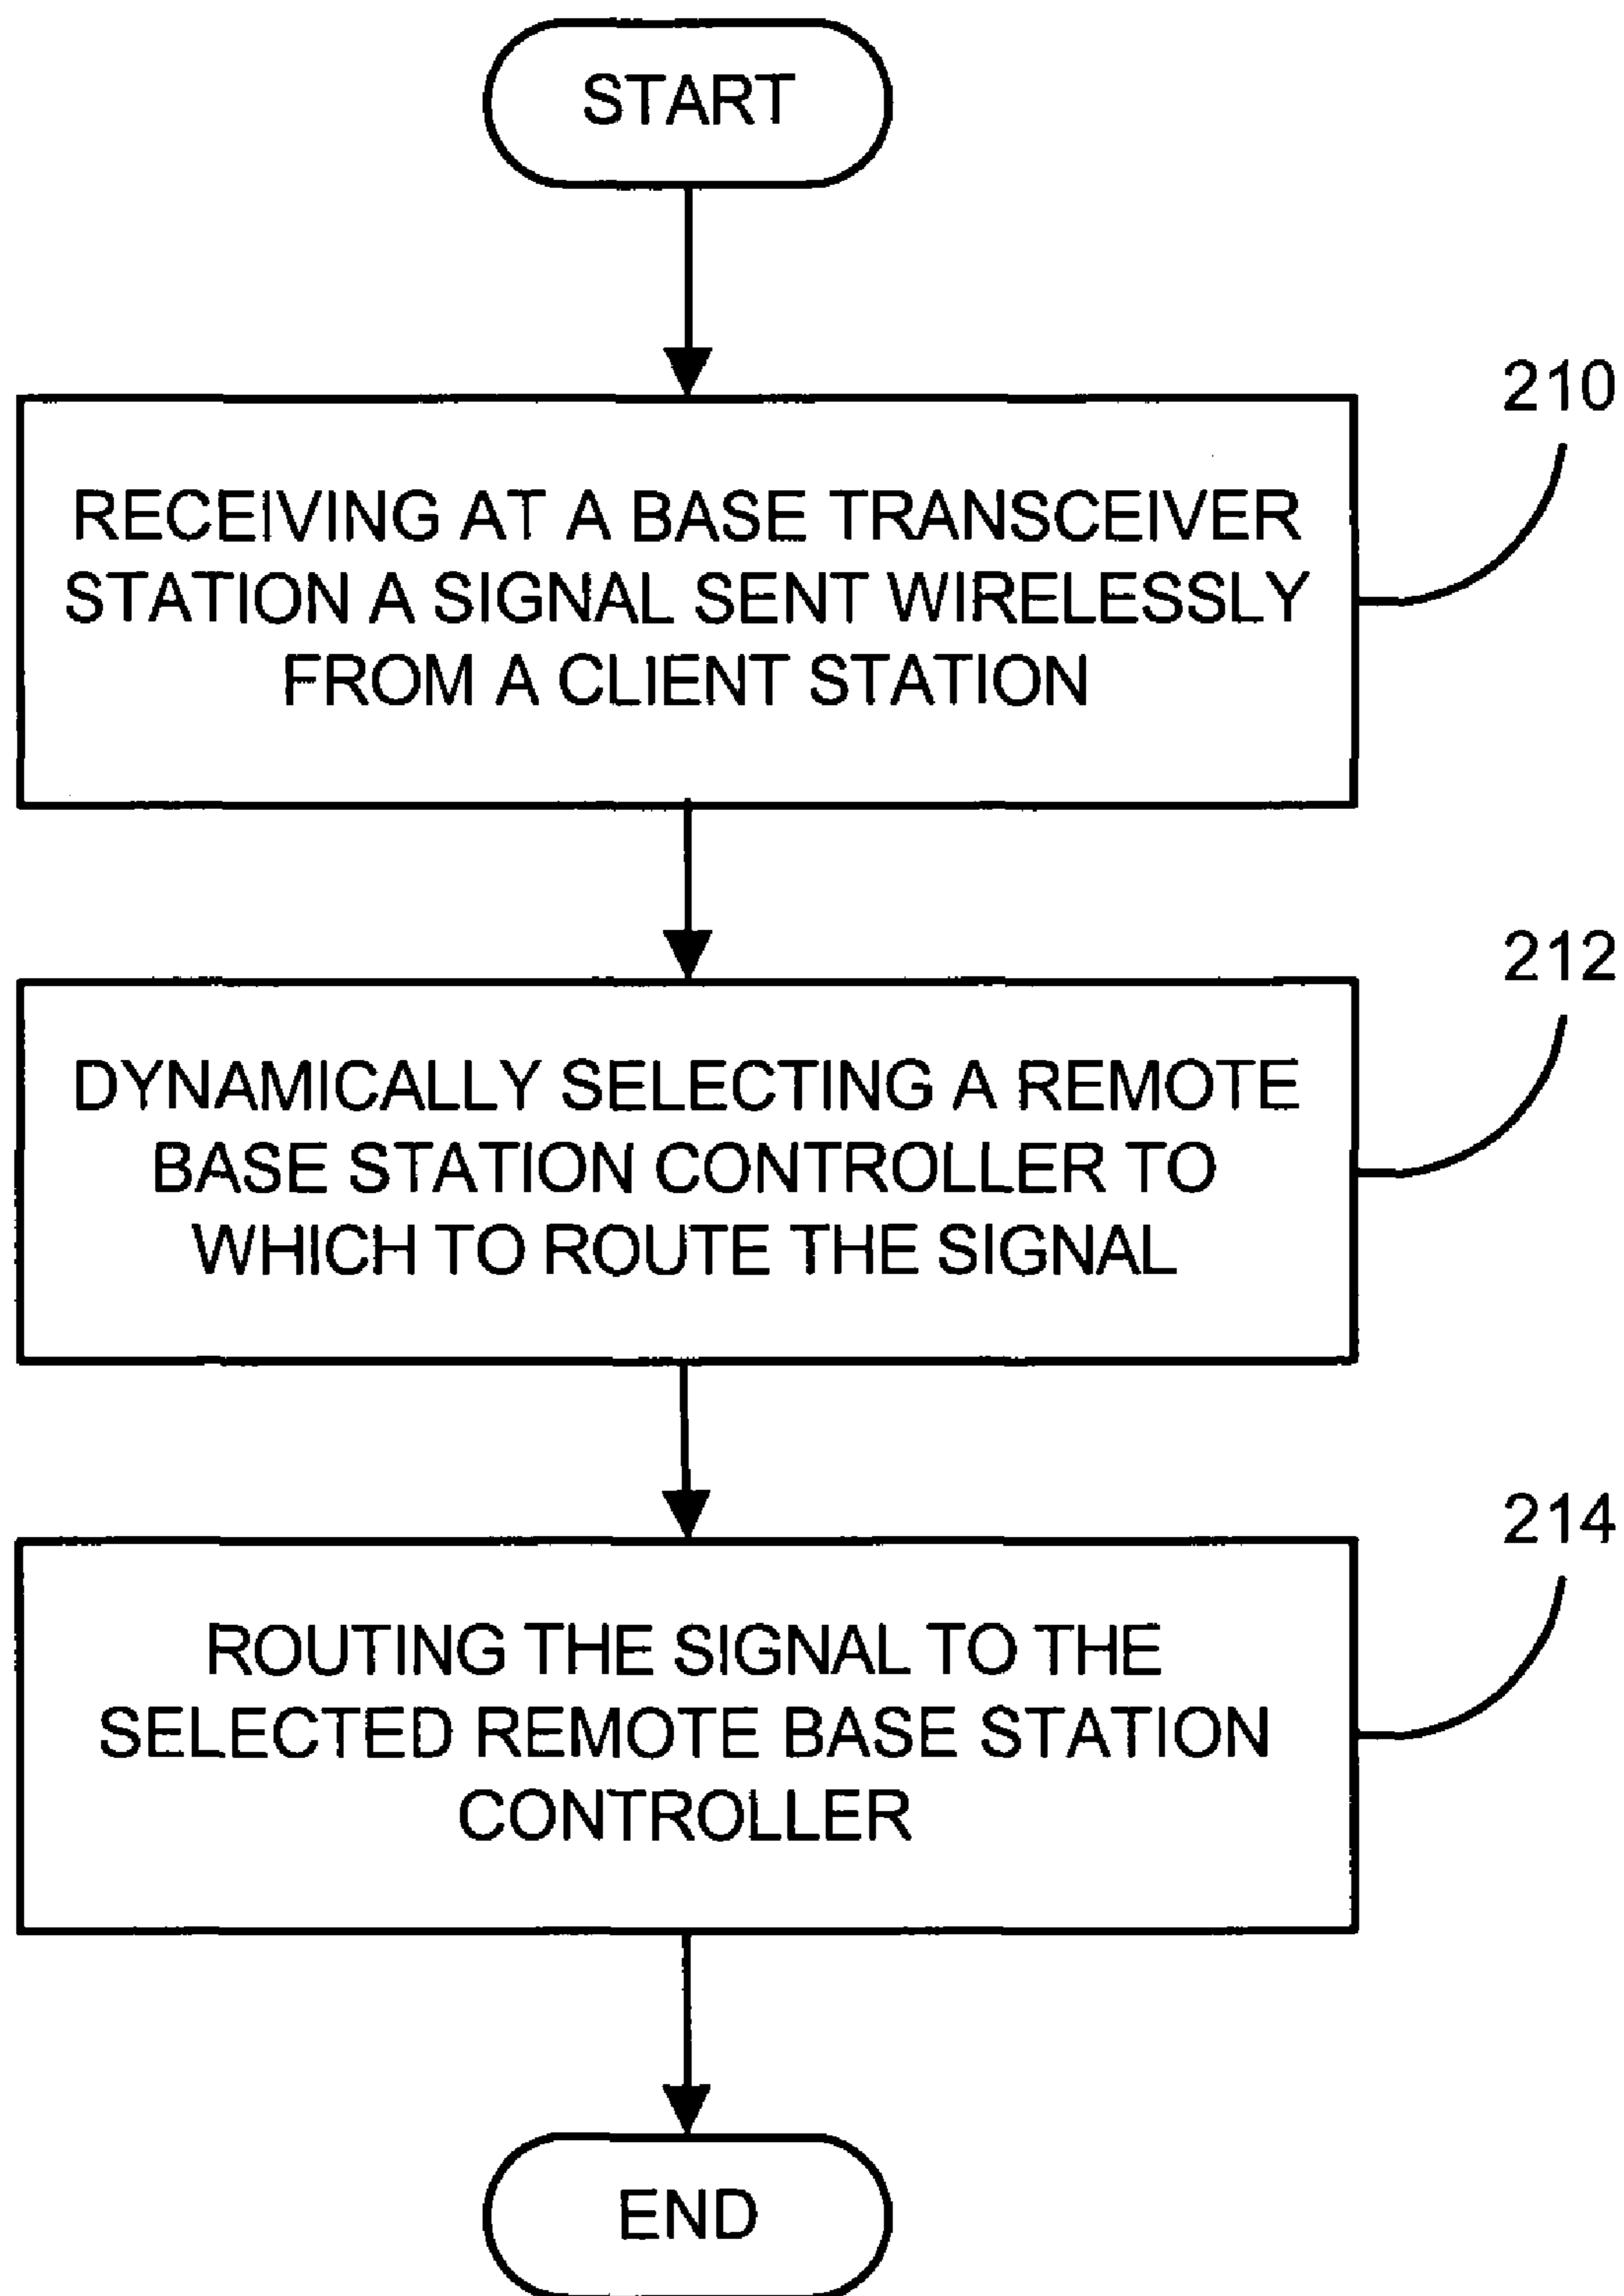 START
210
RECEIVING AT A BASE TRANSCEIVER
STATION A SIGNAL SENT WIRELESSLY
FROM A CLIENT STATION
212
DYNAMICALLY SELECTING A REMOTE
BASE STATION CONTROLLER TO
WHICH TO ROUTE THE SIGNAL
214
ROUTING THE SIGNAL TO THE
SELECTED REMOTE BASE STATION
CONTROLLER
END